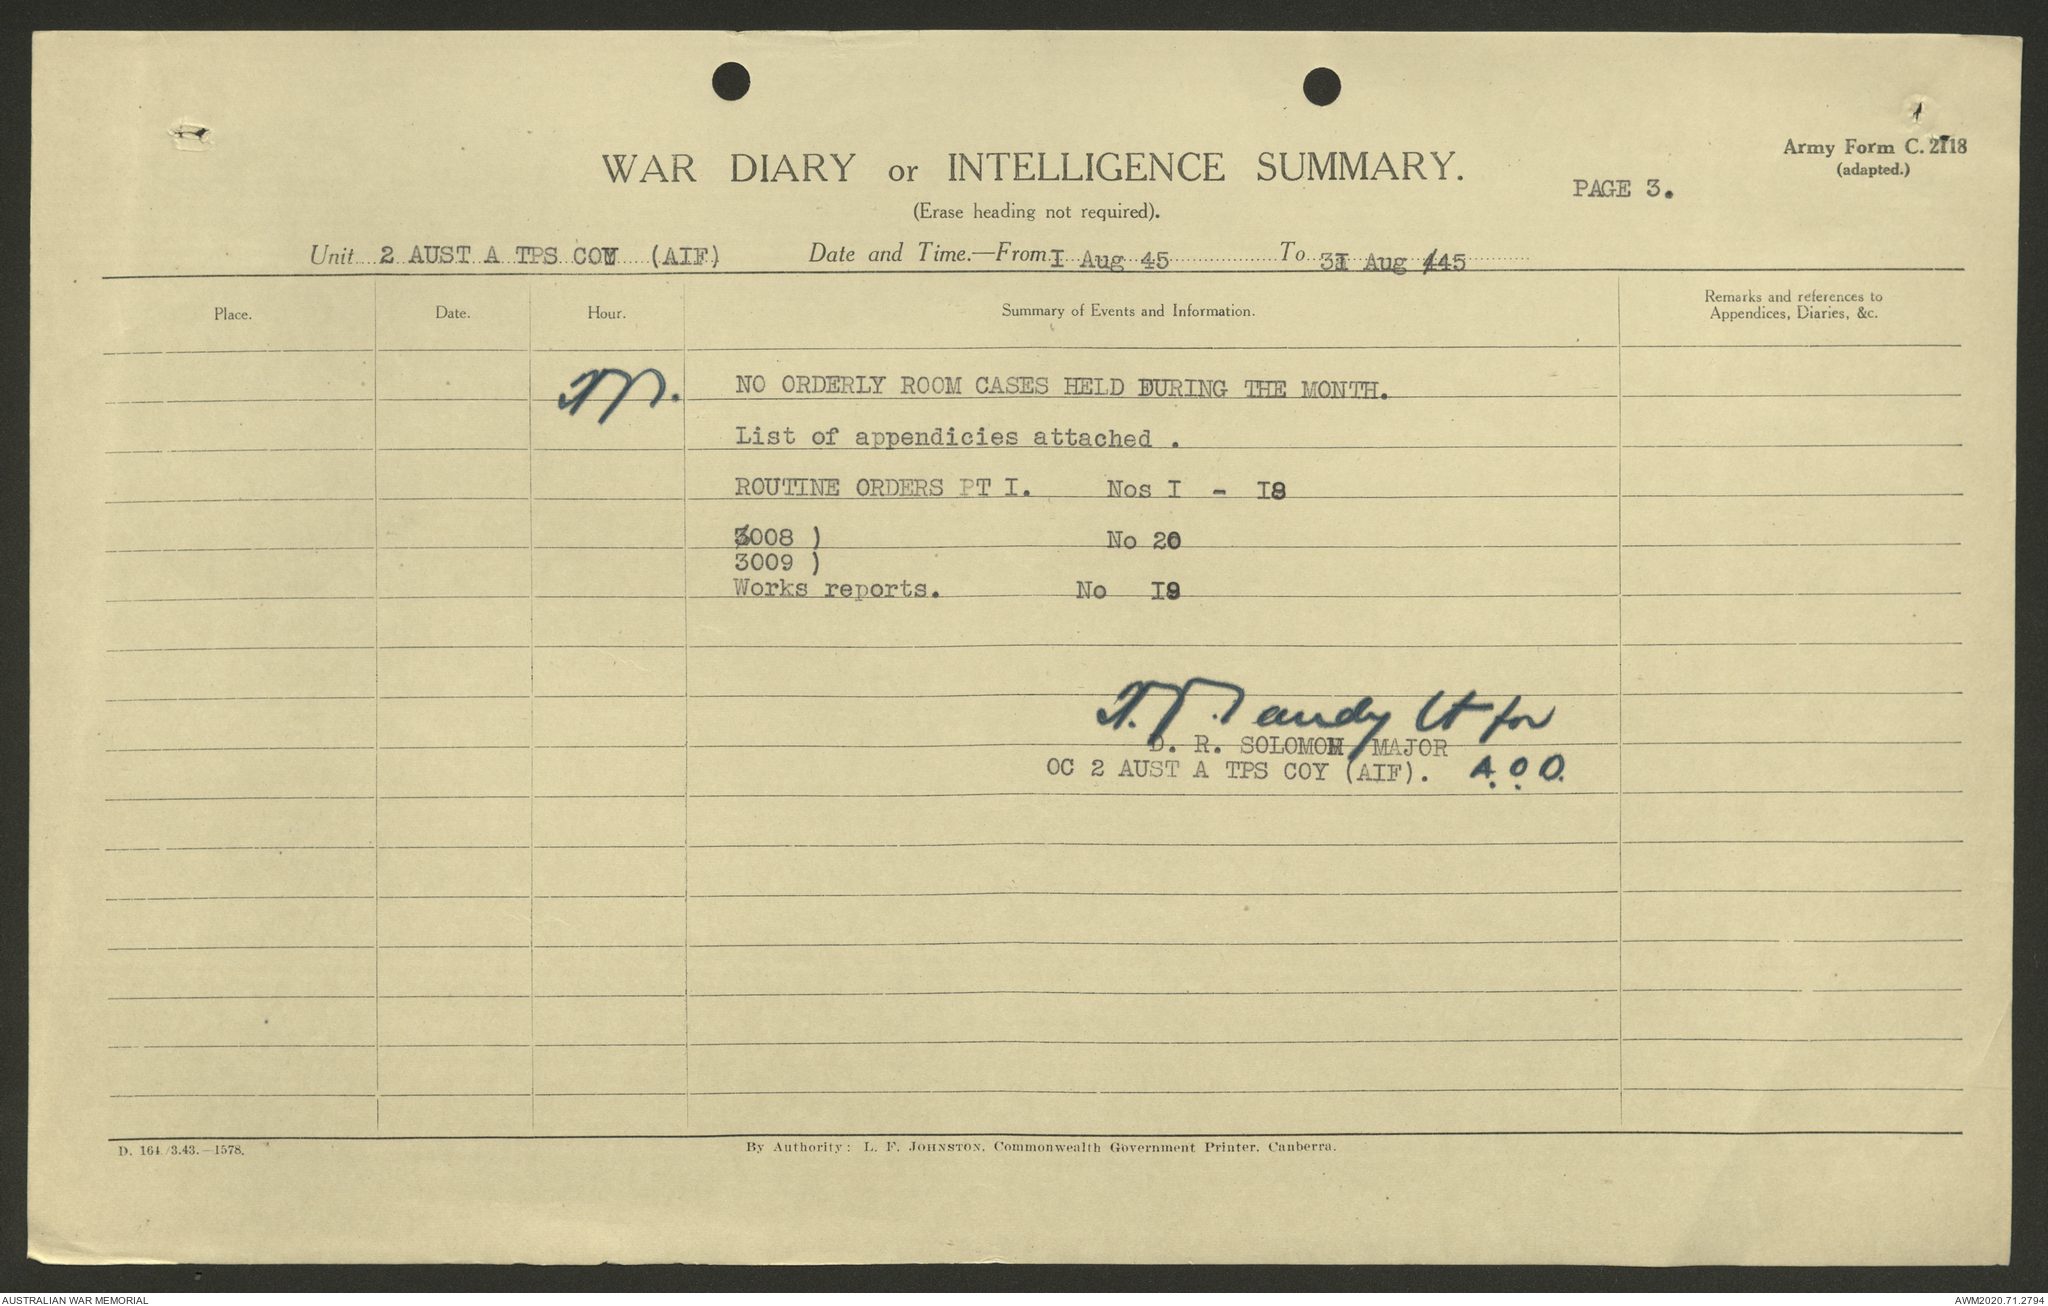 Army Form C. 2118
(adapted.)
WAR DIARY or INTELLIGENCE SUMMARY.
PAGE 3.
(Erase heading not required).
Unit 2 AUST A TPS COY (AIF) Date and Time.—From I Aug 45 To 3I Aug 45
Place. Date. Hour. Summary of Events and Information. Remarks and references to
Appendices, Diaries, &c.
NO ORDERLY ROOM CASES HELD DURING THE MONTH.
List of appendicies attached .
ROUTINE ORDERS PT I. Nos I - I8
3008 ) No 20
3009 )
Works reports. No I9
andy Lt for
D. R. SOLOMON MAJOR
OC 2 AUST A TPS COY (AIF). A.O.O.
D. 164/3.43.—1578.
By Authority: L. F. JOHNSTON, Commonwealth Government Printer, Canberra.
AUSTRALIAN WAR MEMORIAL
AWM2020.71.2794